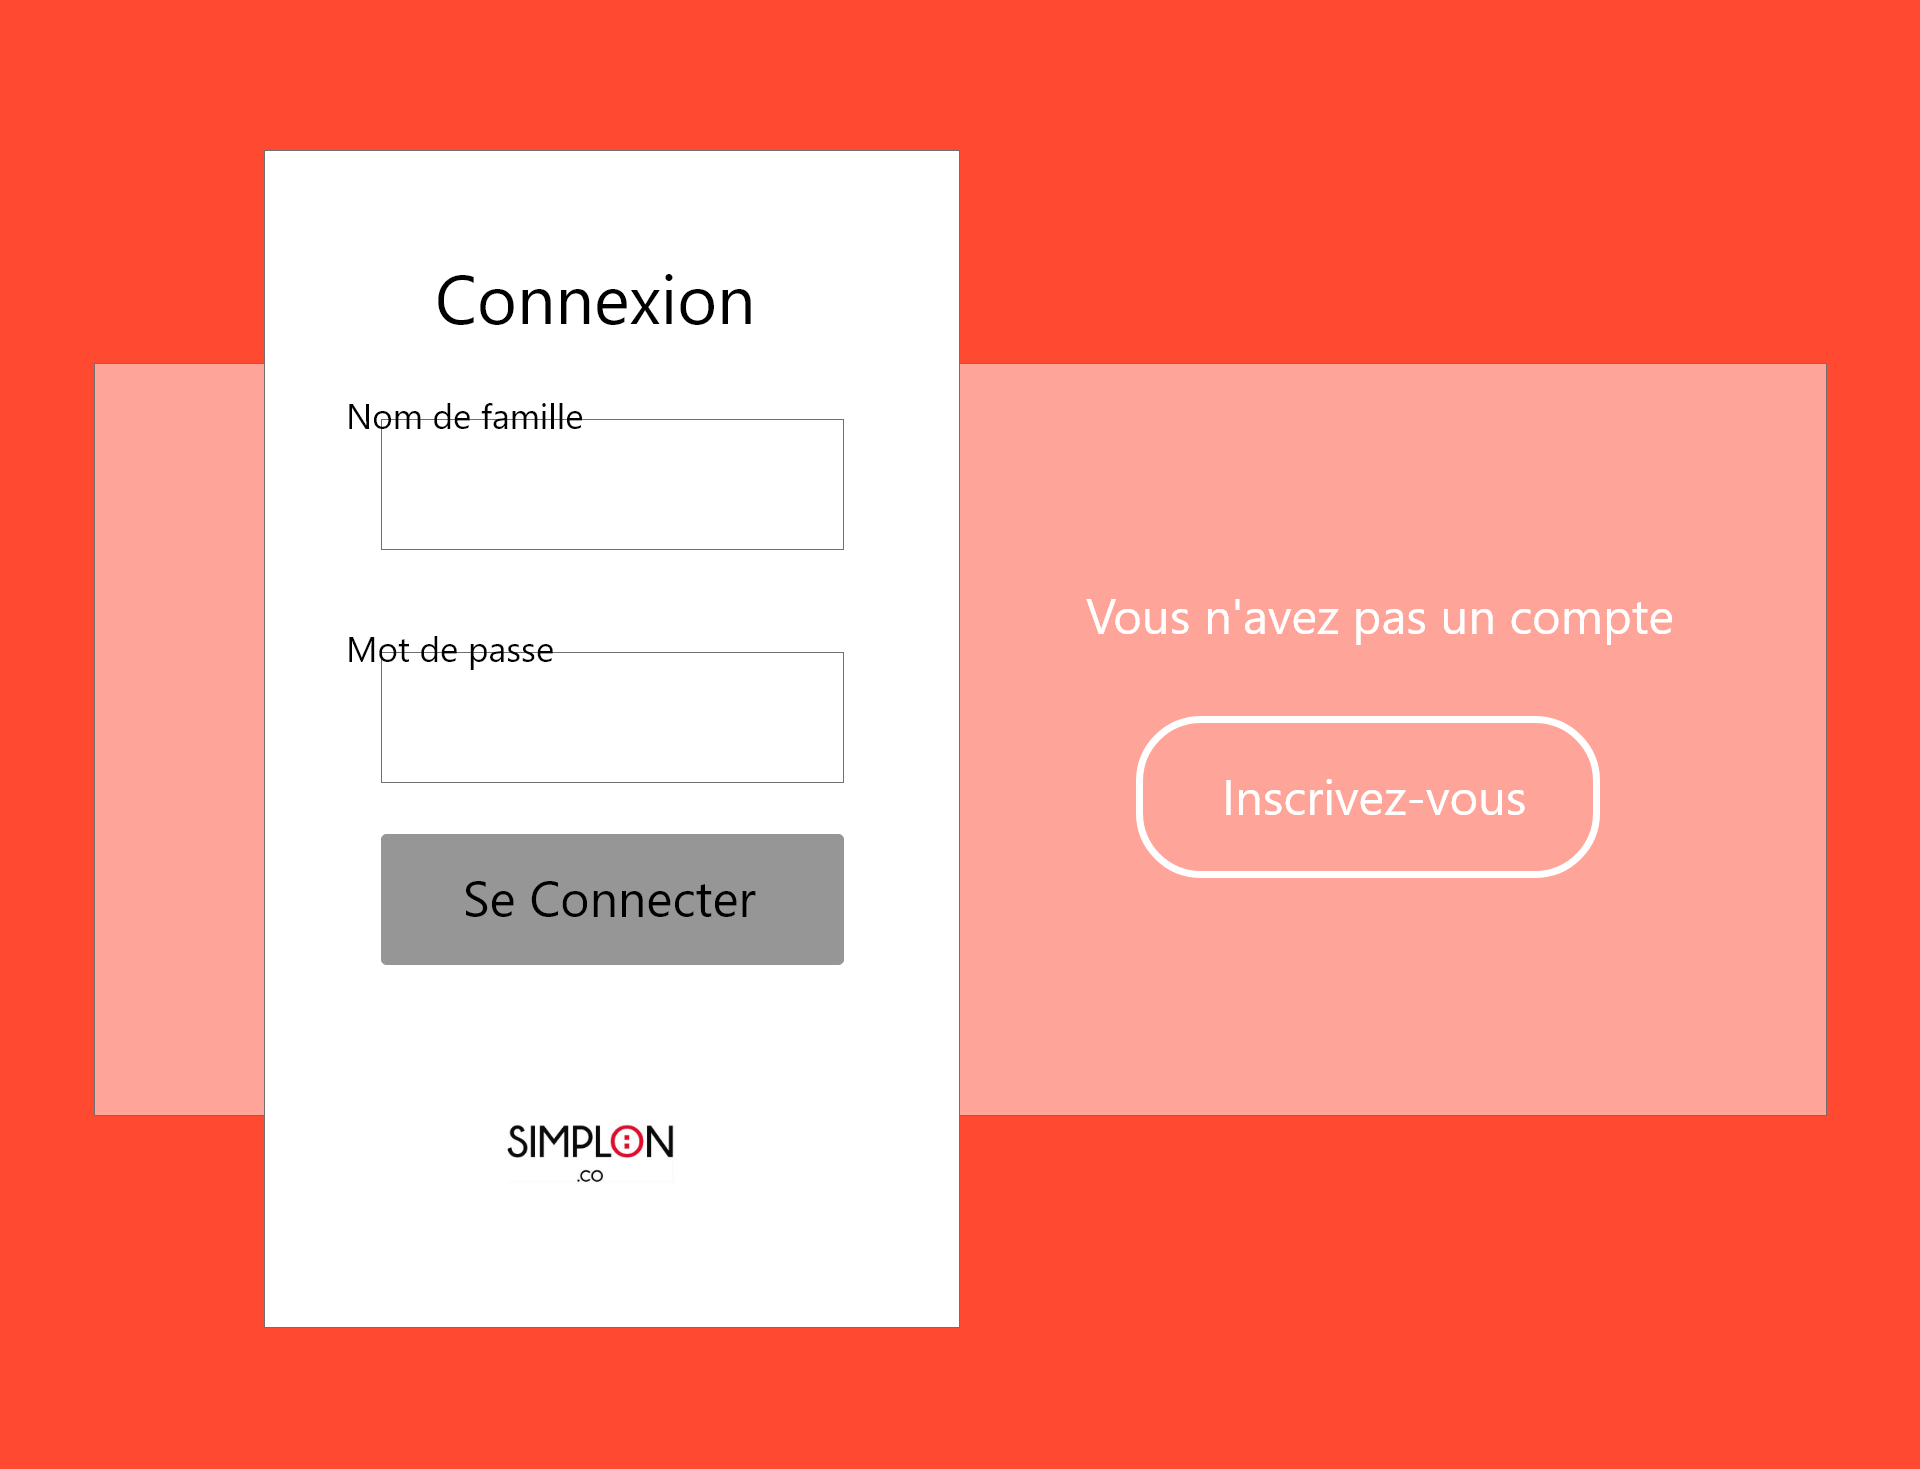 Connexion
Nom de famille
Mot de passe
Se Connecter
SIMPLON
.co
Vous n'avez pas un compte
Inscrivez-vous